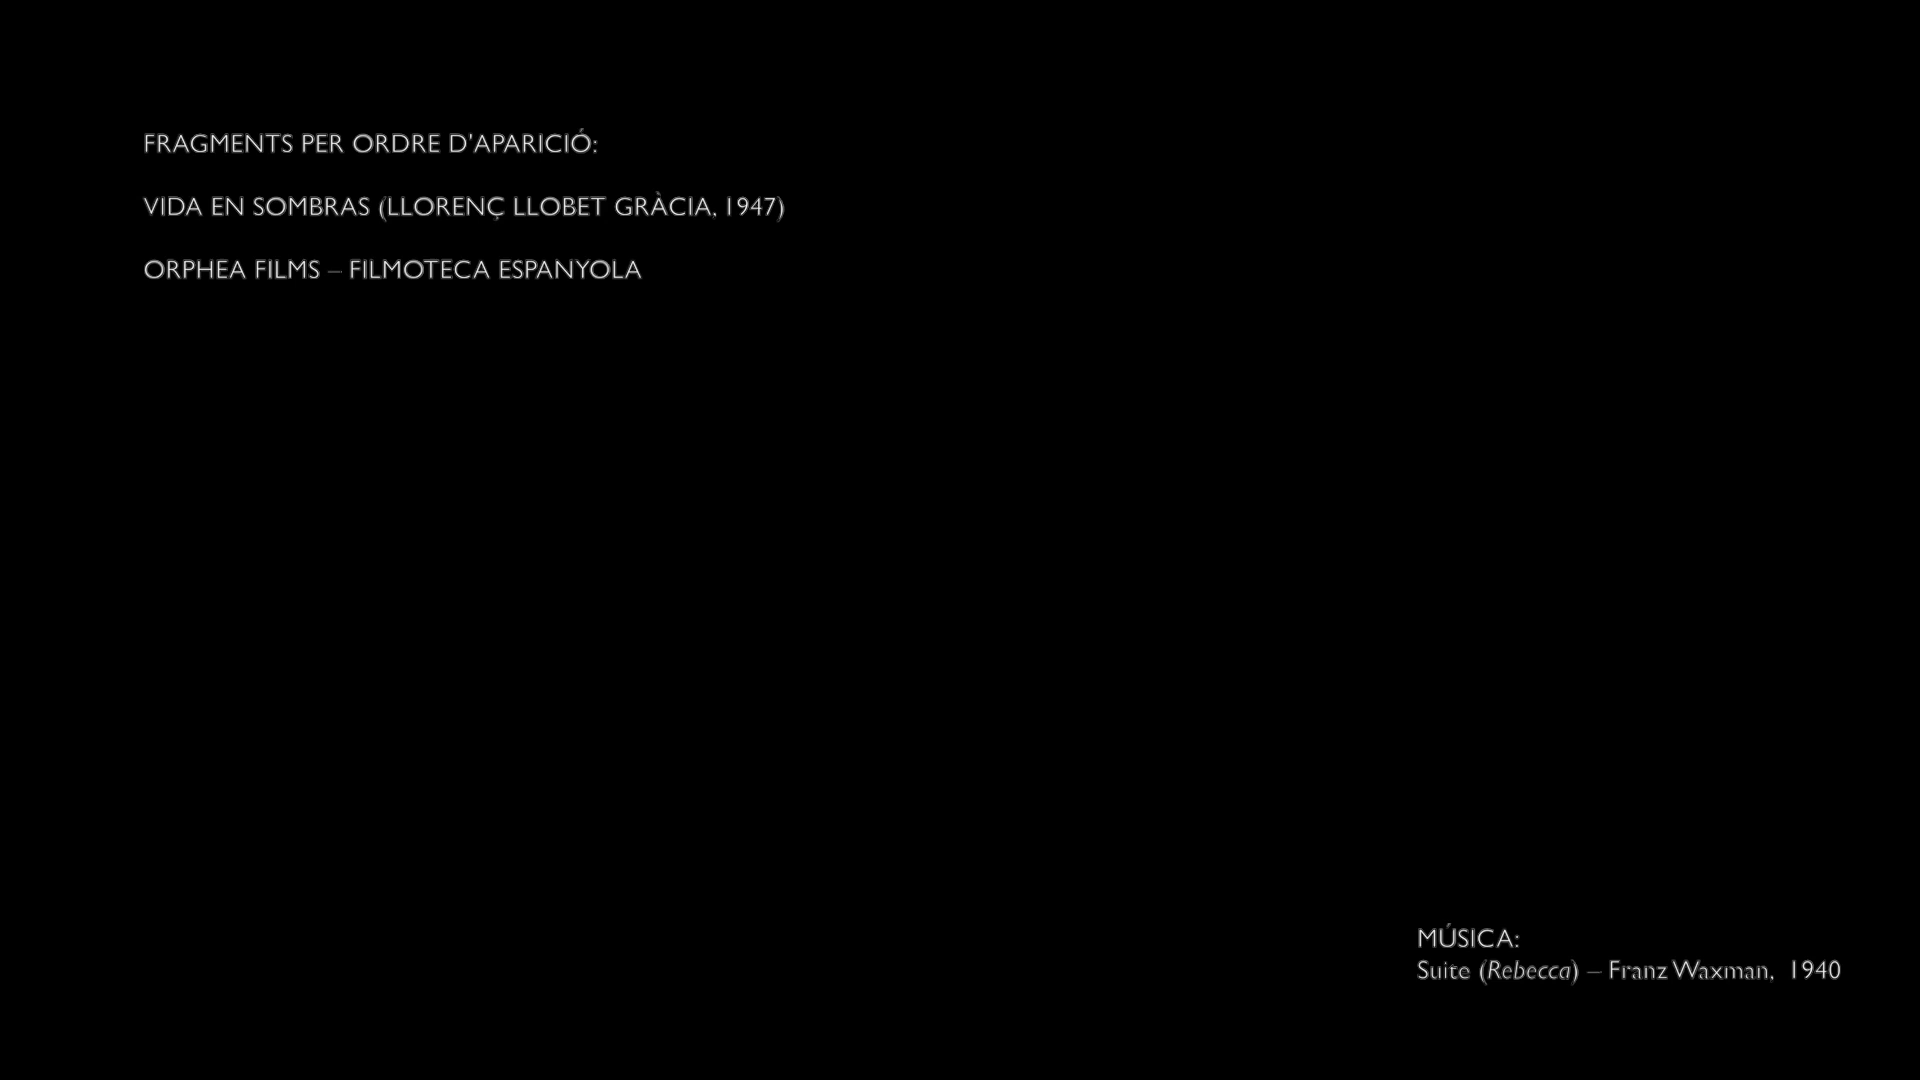 FRAGMENTS PER ORDRE D'APARICIÓ:
VIDA EN SOMBRAS (LLORENÇ LLOBET GRÀCIA, 1947)
ORPHEA FILMS – FILMOTECA ESPANYOLA
MÚSICA:
Suite (Rebecca) – Franz Waxman, 1940